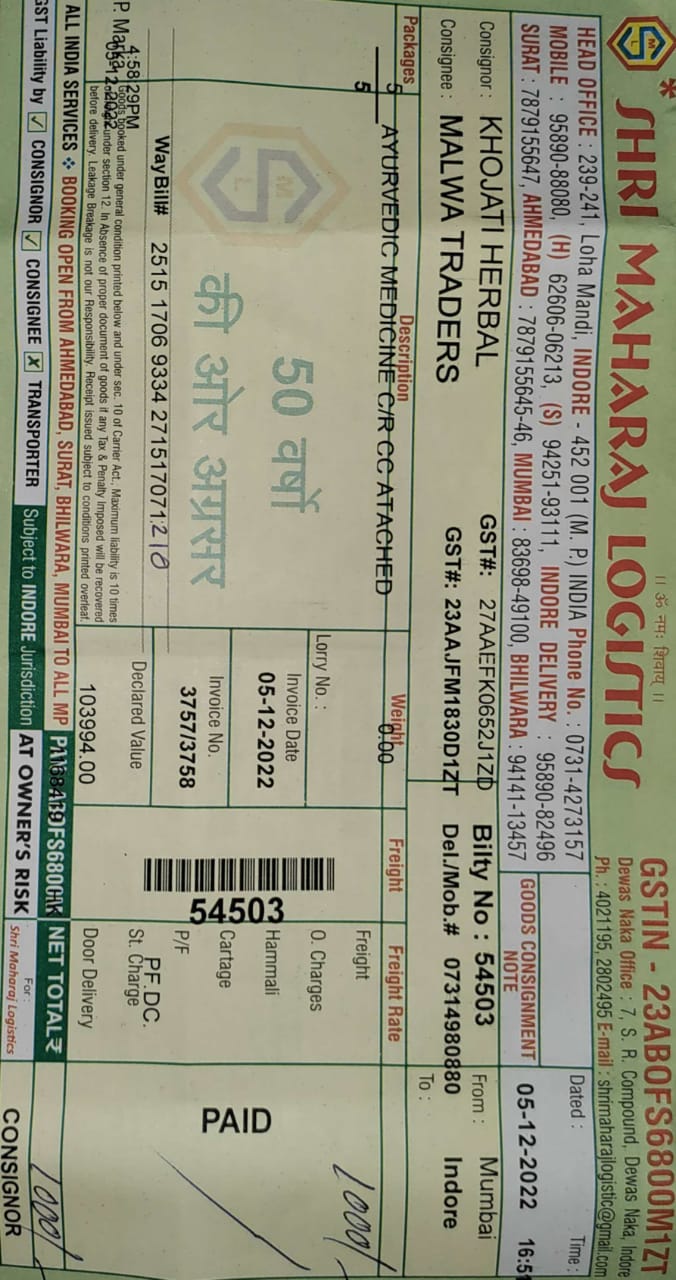 || ॐ नमः शिवाय् ||
SHRI MAHARAJ LOGISTICS
GSTIN - 23ABOFS6800M1ZT
Dewas Naka Office : 7, S. R. Compound, Dewas Naka, Indore
Ph.: 4021195, 2802495 E-mail : shrimaharajlogistic@gmail.com
HEAD OFFICE : 239-241, Loha Mandi, INDORE - 452 001 (M. P.) INDIA Phone No. : 0731-4273157
MOBILE : 95890-88080, (H) 62606-06213, (S) 94251-93111, INDORE DELIVERY : 95890-82496
SURAT : 7879155647, AHMEDABAD : 7879155645-46, MUMBAI : 83698-49100, BHILWARA : 94141-13457
GOODS CONSIGNMENT NOTE
Dated : Time :
05-12-2022 16:51
Consignor : KHOJATI HERBAL GST#: 27AAEFK0652J1ZD Bilty No : 54503 From : Mumbai
Consignee : MALWA TRADERS GST#: 23AAJFM1830D1ZT Del./Mob.# 07314980880 To : Indore
Packages Description Weight Freight Freight Rate
5 AYURVEDIC MEDICINE C/R CC ATACHED 0.00
5
Freight 1000/
O. Charges
Hammali
Cartage
P/F
PF.DC.
St. Charge
Door Delivery
PAID
Lorry No. :
Invoice Date
05-12-2022
Invoice No.
3757/3758
Declared Value
103994.00
54503
50 वर्षो
की ओर अग्रसर
WayBill# 2515 1706 9334 271517071218
4:58:29PM
05-12-2022
P. Marka
Goods booked under general condition printed below and under sec. 10 of Carrier Act., Maximum liability is 10 times
under section 12. In Absence of proper document of goods if any Tax & Penalty Imposed will be recovered
before delivery. Leakage Breakage is not our Responsibility. Receipt issued subject to conditions printed overleaf.
ALL INDIA SERVICES ❖ BOOKING OPEN FROM AHMEDABAD, SURAT, BHILWARA, MUMBAI TO ALL MP
NET TOTAL ₹ 1000/
GST Liability by ☑ CONSIGNOR ☑ CONSIGNEE ☒ TRANSPORTER Subject to INDORE Jurisdiction AT OWNER'S RISK
For :
Shri Maharaj Logistics
CONSIGNOR